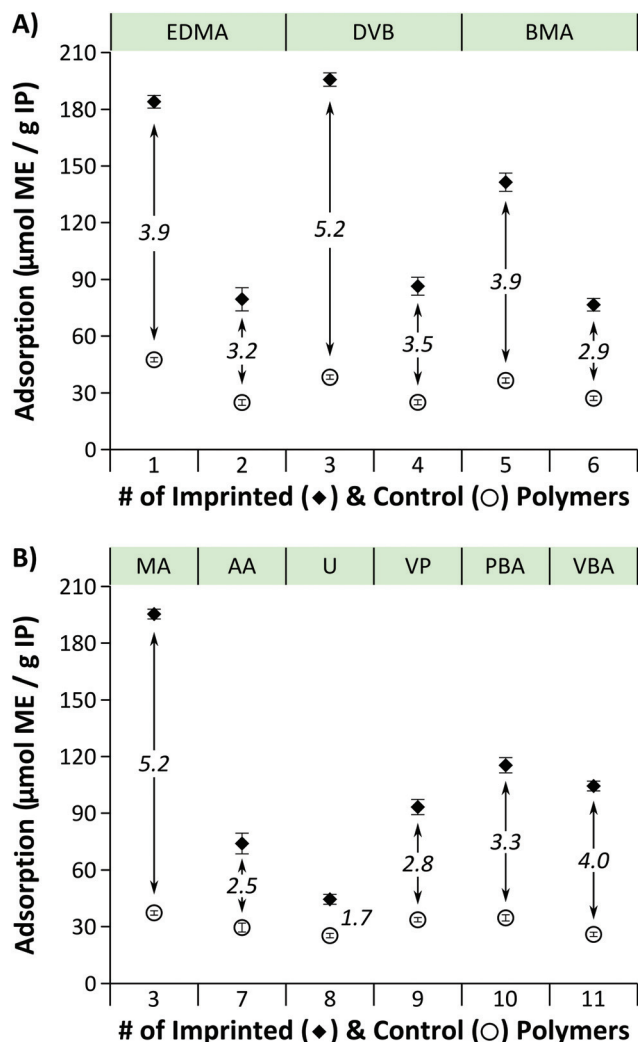 A)
EDMA DVB BMA
Adsorption (µmol ME / g IP)
210
180
150
120
90
60
30
0
3.9 3.2 5.2 3.5 3.9 2.9
1 2 3 4 5 6
# of Imprinted (◆) & Control (○) Polymers
B)
MA AA U VP PBA VBA
Adsorption (µmol ME / g IP)
210
180
150
120
90
60
30
0
5.2 2.5 1.7 2.8 3.3 4.0
3 7 8 9 10 11
# of Imprinted (◆) & Control (○) Polymers